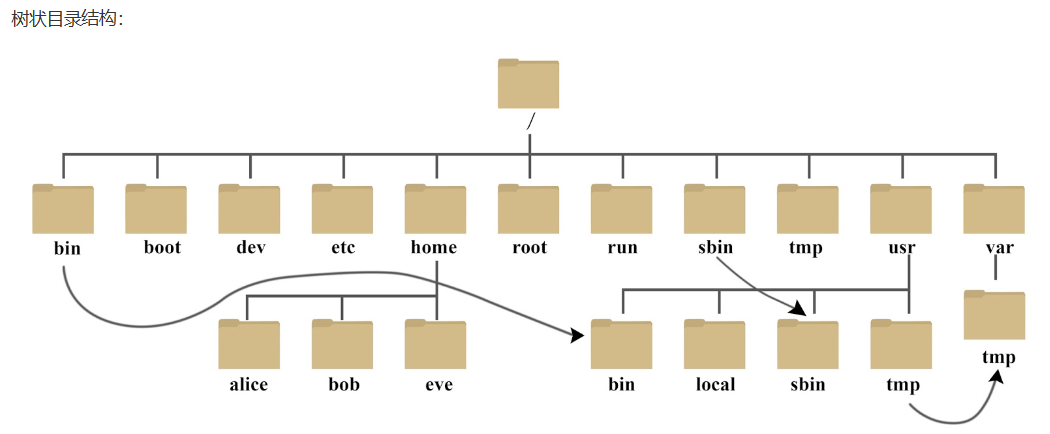 树状目录结构：
/
bin boot dev etc home root run sbin tmp usr var
tmp
alice bob eve bin local sbin tmp